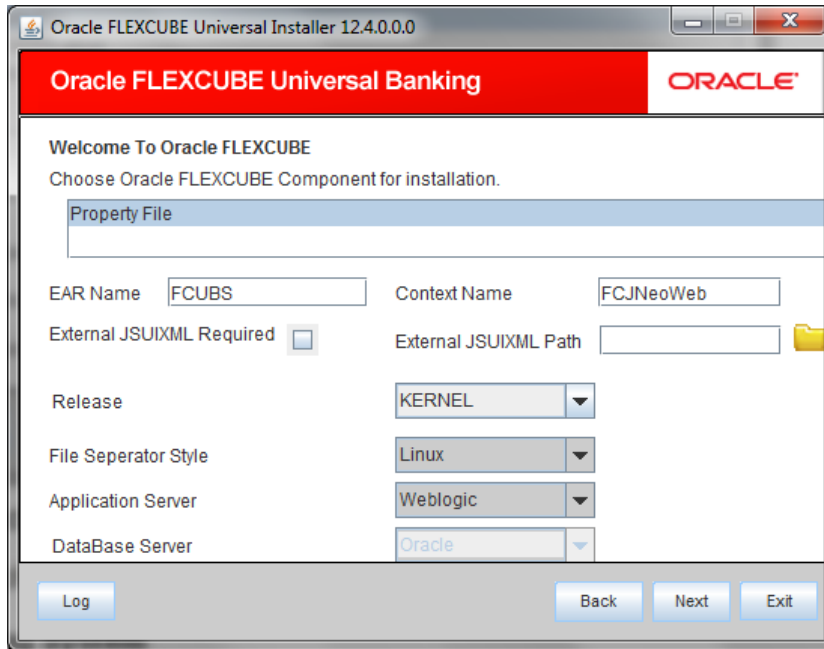 Oracle FLEXCUBE Universal Installer 12.4.0.0.0
Oracle FLEXCUBE Universal Banking
ORACLE
Welcome To Oracle FLEXCUBE
Choose Oracle FLEXCUBE Component for installation.
Property File
EAR Name FCUBS Context Name FCJNeoWeb
External JSUIXML Required External JSUIXML Path
Release KERNEL
File Seperator Style Linux
Application Server Weblogic
DataBase Server Oracle
Log Back Next Exit